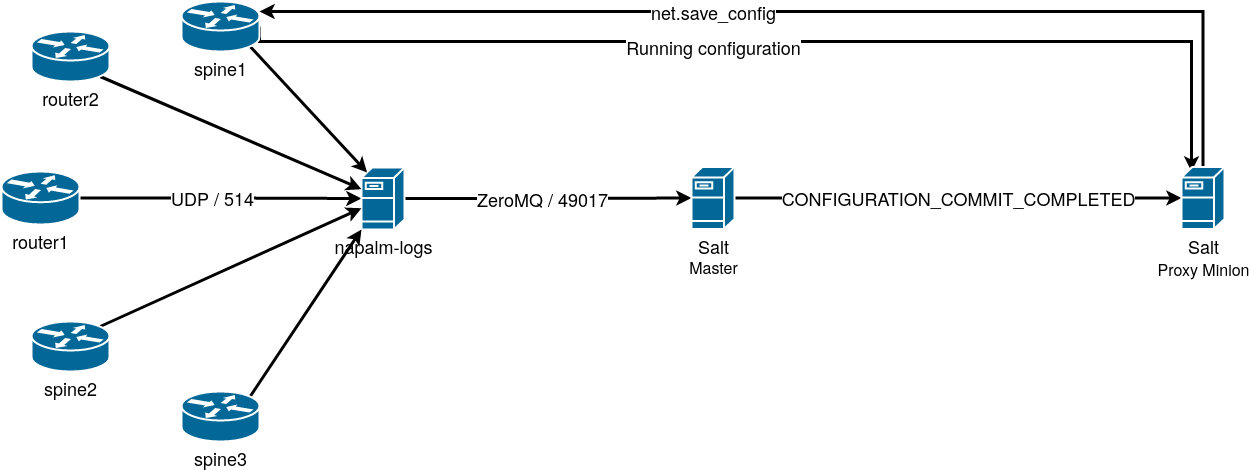 net.save_config
Running configuration
spine1
router2
UDP / 514
ZeroMQ / 49017
CONFIGURATION_COMMIT_COMPLETED
router1
napalm-logs
Salt
Master
Salt
Proxy Minion
spine2
spine3